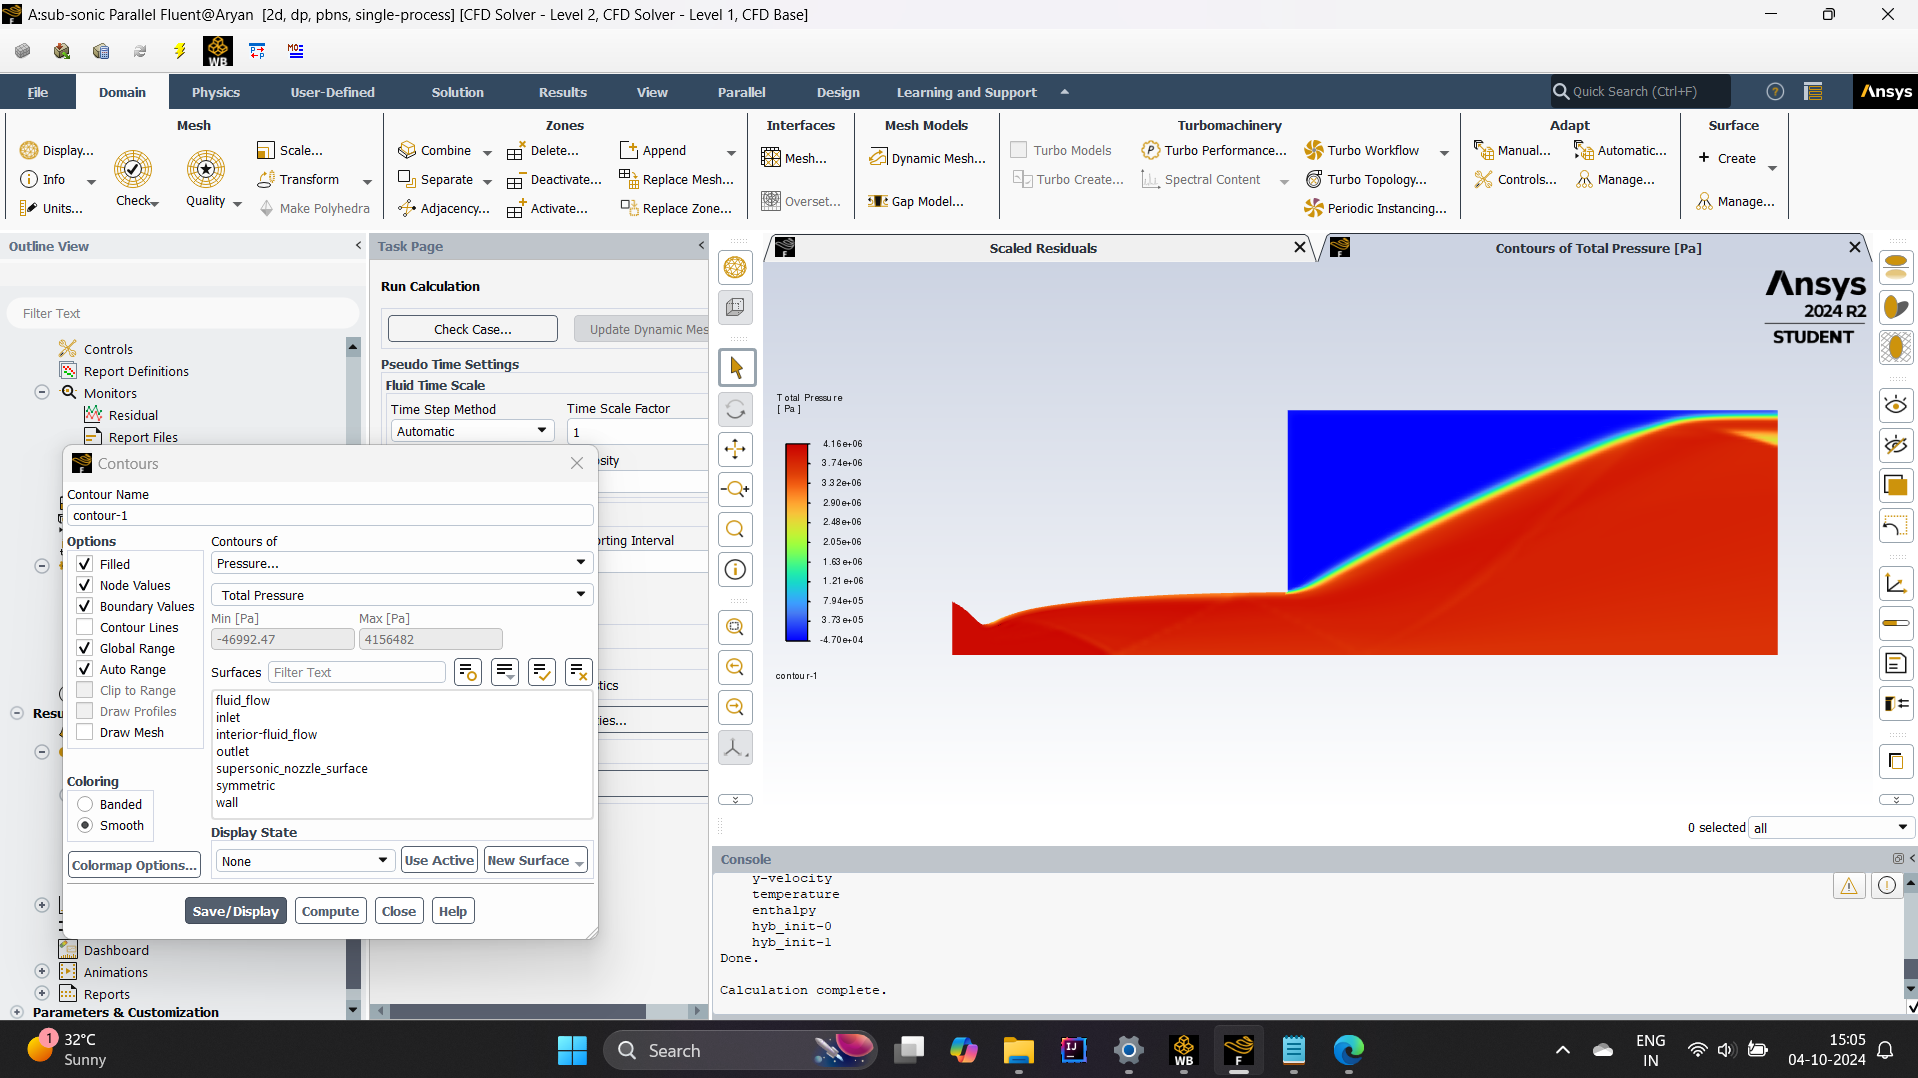 A:sub-sonic Parallel Fluent@Aryan [2d, dp, pbns, single-process] [CFD Solver - Level 2, CFD Solver - Level 1, CFD Base]
WB
File
Domain
Physics
User-Defined
Solution
Results
View
Parallel
Design
Learning and Support
Quick Search (Ctrl+F)
Ansys
Mesh
Display...
Info
Units...
Check
Quality
Scale...
Transform
Make Polyhedra
Zones
Combine
Separate
Adjacency...
Delete...
Deactivate...
Activate...
Append
Replace Mesh...
Replace Zone...
Interfaces
Mesh...
Overset...
Mesh Models
Dynamic Mesh...
Gap Model...
Turbomachinery
Turbo Models
Turbo Create...
Turbo Performance...
Spectral Content
Turbo Workflow
Turbo Topology...
Periodic Instancing...
Adapt
Manual...
Controls...
Automatic...
Manage...
Surface
+ Create
Manage...
Outline View
Filter Text
Controls
Report Definitions
Monitors
Residual
Report Files
Resu
Dashboard
Animations
Reports
Parameters & Customization
Task Page
Run Calculation
Check Case...
Update Dynamic Mes
Pseudo Time Settings
Fluid Time Scale
Time Step Method
Time Scale Factor
Automatic
1
osity
orting Interval
tics
ies...
Contours
Contour Name
contour-1
Options
Filled
Node Values
Boundary Values
Contour Lines
Global Range
Auto Range
Clip to Range
Draw Profiles
Draw Mesh
Coloring
Banded
Smooth
Colormap Options...
Contours of
Pressure...
Total Pressure
Min [Pa]
Max [Pa]
-46992.47
4156482
Surfaces
Filter Text
fluid_flow
inlet
interior-fluid_flow
outlet
supersonic_nozzle_surface
symmetric
wall
Display State
None
Use Active
New Surface
Save/Display
Compute
Close
Help
Scaled Residuals
Contours of Total Pressure [Pa]
Ansys
2024 R2
STUDENT
Total Pressure
[ Pa ]
4.16e+06
3.74e+06
3.32e+06
2.90e+06
2.48e+06
2.05e+06
1.63e+06
1.21e+06
7.94e+05
3.73e+05
-4.70e+04
contour-1
0 selected
all
Console
y-velocity
temperature
enthalpy
hyb_init-0
hyb_init-1
Done.
Calculation complete.
1
32°C
Sunny
Search
IJ
WB
F
ENG
IN
15:05
04-10-2024